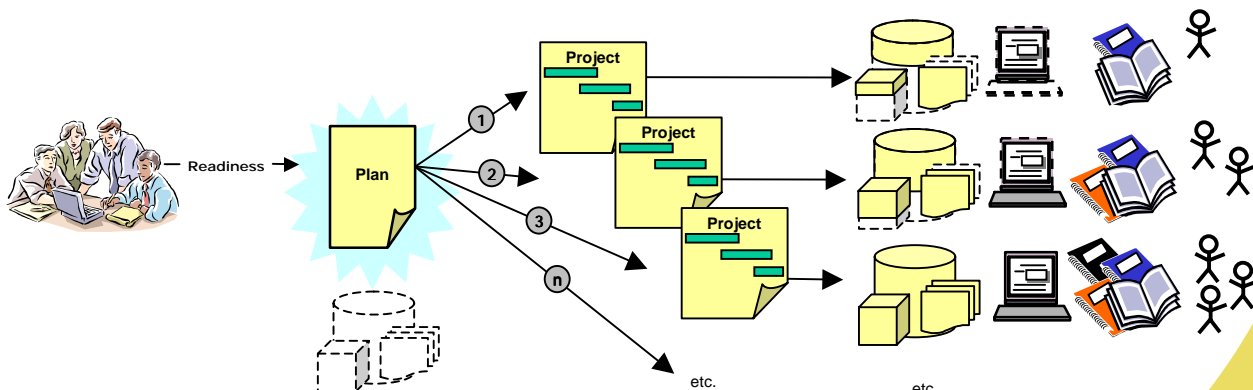 Readiness
Plan
1
2
3
n
Project
Project
Project
etc.
etc.